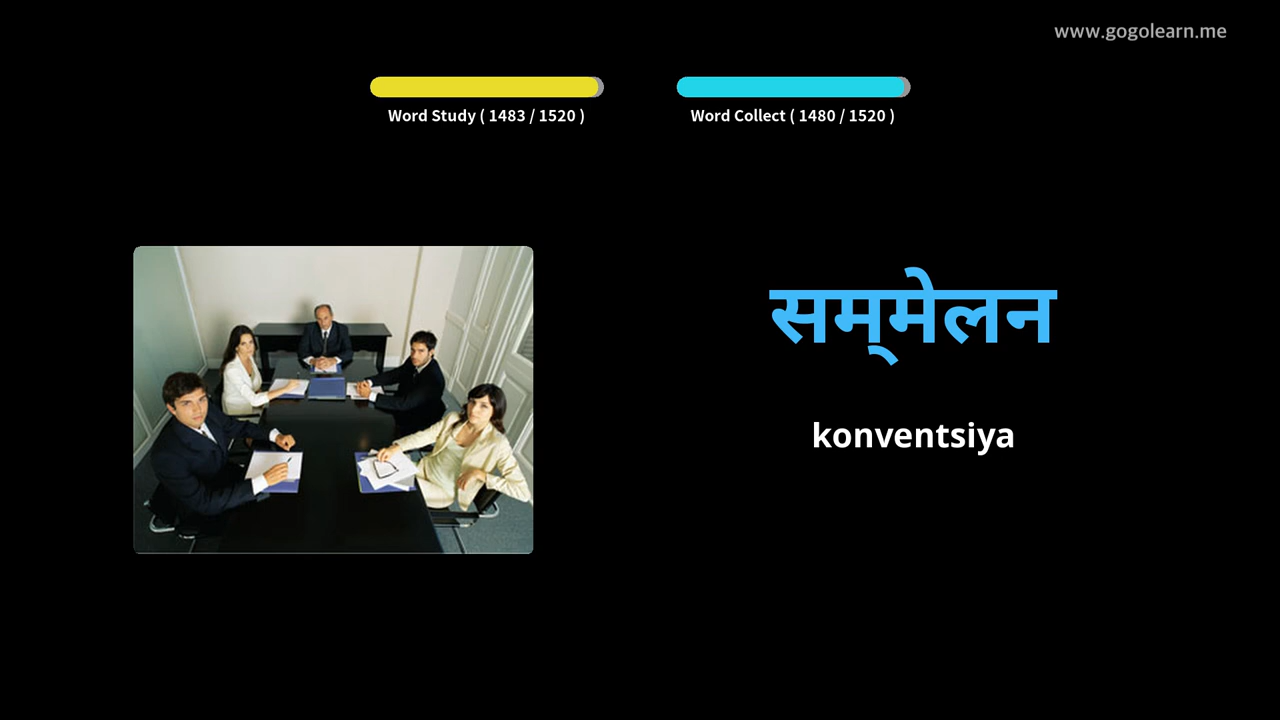 www.gogolearn.me
Word Study ( 1483 / 1520 )
Word Collect ( 1480 / 1520 )
सम्‌मेलन
konventsiya